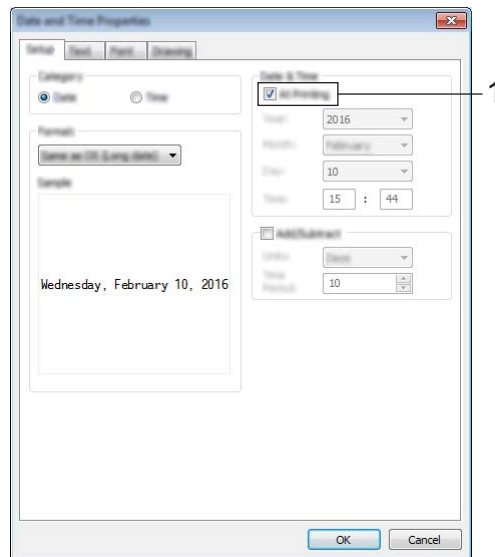 Date and Time Properties
Setup Text Font Drawing
Category
Date Time
Format:
Same as OS (Long date)
Sample
Wednesday, February 10, 2016
Date & Time
At Printing
1
Year: 2016
Month: February
Day: 10
Time: 15 : 44
Add/Subtract
Units: Days
Time
Period: 10
OK Cancel